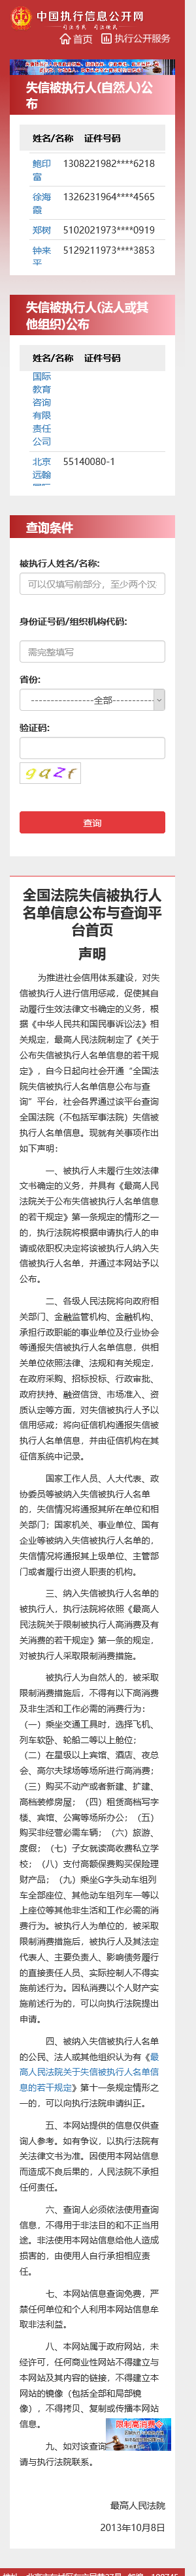 中国执行信息公开网
司法为民 司法便民
首页 执行公开服务
失信被执行人(自然人)公
布
姓名/名称 证件号码
鲍印 1308221982****6218
富
徐海 1326231964****4565
霞
郑树 5102021973****0919
钟来 5129211973****3853
平
失信被执行人(法人或其
他组织)公布
姓名/名称 证件号码
国际
教育
咨询
有限
责任
公司
北京 55140080-1
远翰
国际
查询条件
被执行人姓名/名称:
可以仅填写前部分，至少两个汉
身份证号码/组织机构代码:
需完整填写
省份:
----------------全部----------------
验证码:
gqZf
查询
全国法院失信被执行人
名单信息公布与查询平
台首页
声明
为推进社会信用体系建设，对失
信被执行人进行信用惩戒，促使其自
动履行生效法律文书确定的义务，根
据《中华人民共和国民事诉讼法》相
关规定，最高人民法院制定了《关于
公布失信被执行人名单信息的若干规
定》，自今日起向社会开通“全国法
院失信被执行人名单信息公布与查
询”平台，社会各界通过该平台查询
全国法院（不包括军事法院）失信被
执行人名单信息。现就有关事项作出
如下声明：
一、被执行人未履行生效法律
文书确定的义务，并具有《最高人民
法院关于公布失信被执行人名单信息
的若干规定》第一条规定的情形之一
的，执行法院将根据申请执行人的申
请或依职权决定将该被执行人纳入失
信被执行人名单，并通过本网站予以
公布。
二、各级人民法院将向政府相
关部门、金融监管机构、金融机构、
承担行政职能的事业单位及行业协会
等通报失信被执行人名单信息，供相
关单位依照法律、法规和有关规定，
在政府采购、招标投标、行政审批、
政府扶持、融资信贷、市场准入、资
质认定等方面，对失信被执行人予以
信用惩戒；将向征信机构通报失信被
执行人名单信息，并由征信机构在其
征信系统中记录。
国家工作人员、人大代表、政
协委员等被纳入失信被执行人名单
的，失信情况将通报其所在单位和相
关部门；国家机关、事业单位、国有
企业等被纳入失信被执行人名单的，
失信情况将通报其上级单位、主管部
门或者履行出资人职责的机构。
三、纳入失信被执行人名单的
被执行人，执行法院将依照《最高人
民法院关于限制被执行人高消费及有
关消费的若干规定》第一条的规定，
对被执行人采取限制消费措施。
被执行人为自然人的，被采取
限制消费措施后，不得有以下高消费
及非生活和工作必需的消费行为：
（一）乘坐交通工具时，选择飞机、
列车软卧、轮船二等以上舱位；
（二）在星级以上宾馆、酒店、夜总
会、高尔夫球场等场所进行高消费；
（三）购买不动产或者新建、扩建、
高档装修房屋；（四）租赁高档写字
楼、宾馆、公寓等场所办公；（五）
购买非经营必需车辆；（六）旅游、
度假；（七）子女就读高收费私立学
校；（八）支付高额保费购买保险理
财产品；（九）乘坐G字头动车组列
车全部座位、其他动车组列车一等以
上座位等其他非生活和工作必需的消
费行为。被执行人为单位的，被采取
限制消费措施后，被执行人及其法定
代表人、主要负责人、影响债务履行
的直接责任人员、实际控制人不得实
施前述行为。因私消费以个人财产实
施前述行为的，可以向执行法院提出
申请。
四、被纳入失信被执行人名单
的公民、法人或其他组织认为有《最
高人民法院关于失信被执行人名单信
息的若干规定》第十一条规定情形之
一的，可以向执行法院申请纠正。
五、本网站提供的信息仅供查
询人参考。如有争议，以执行法院有
关法律文书为准。因使用本网站信息
而造成不良后果的，人民法院不承担
任何责任。
六、查询人必须依法使用查询
信息，不得用于非法目的和不正当用
途。非法使用本网站信息给他人造成
损害的，由使用人自行承担相应责
任。
七、本网站信息查询免费，严
禁任何单位和个人利用本网站信息牟
取非法利益。
八、本网站属于政府网站，未
经许可，任何商业性网站不得建立与
本网站及其内容的链接，不得建立本
网站的镜像（包括全部和局部镜
像），不得拷贝、复制或传播本网站
信息。
限制高消费令
九、如对该查询
请与执行法院联系。
最高人民法院
2013年10月8日